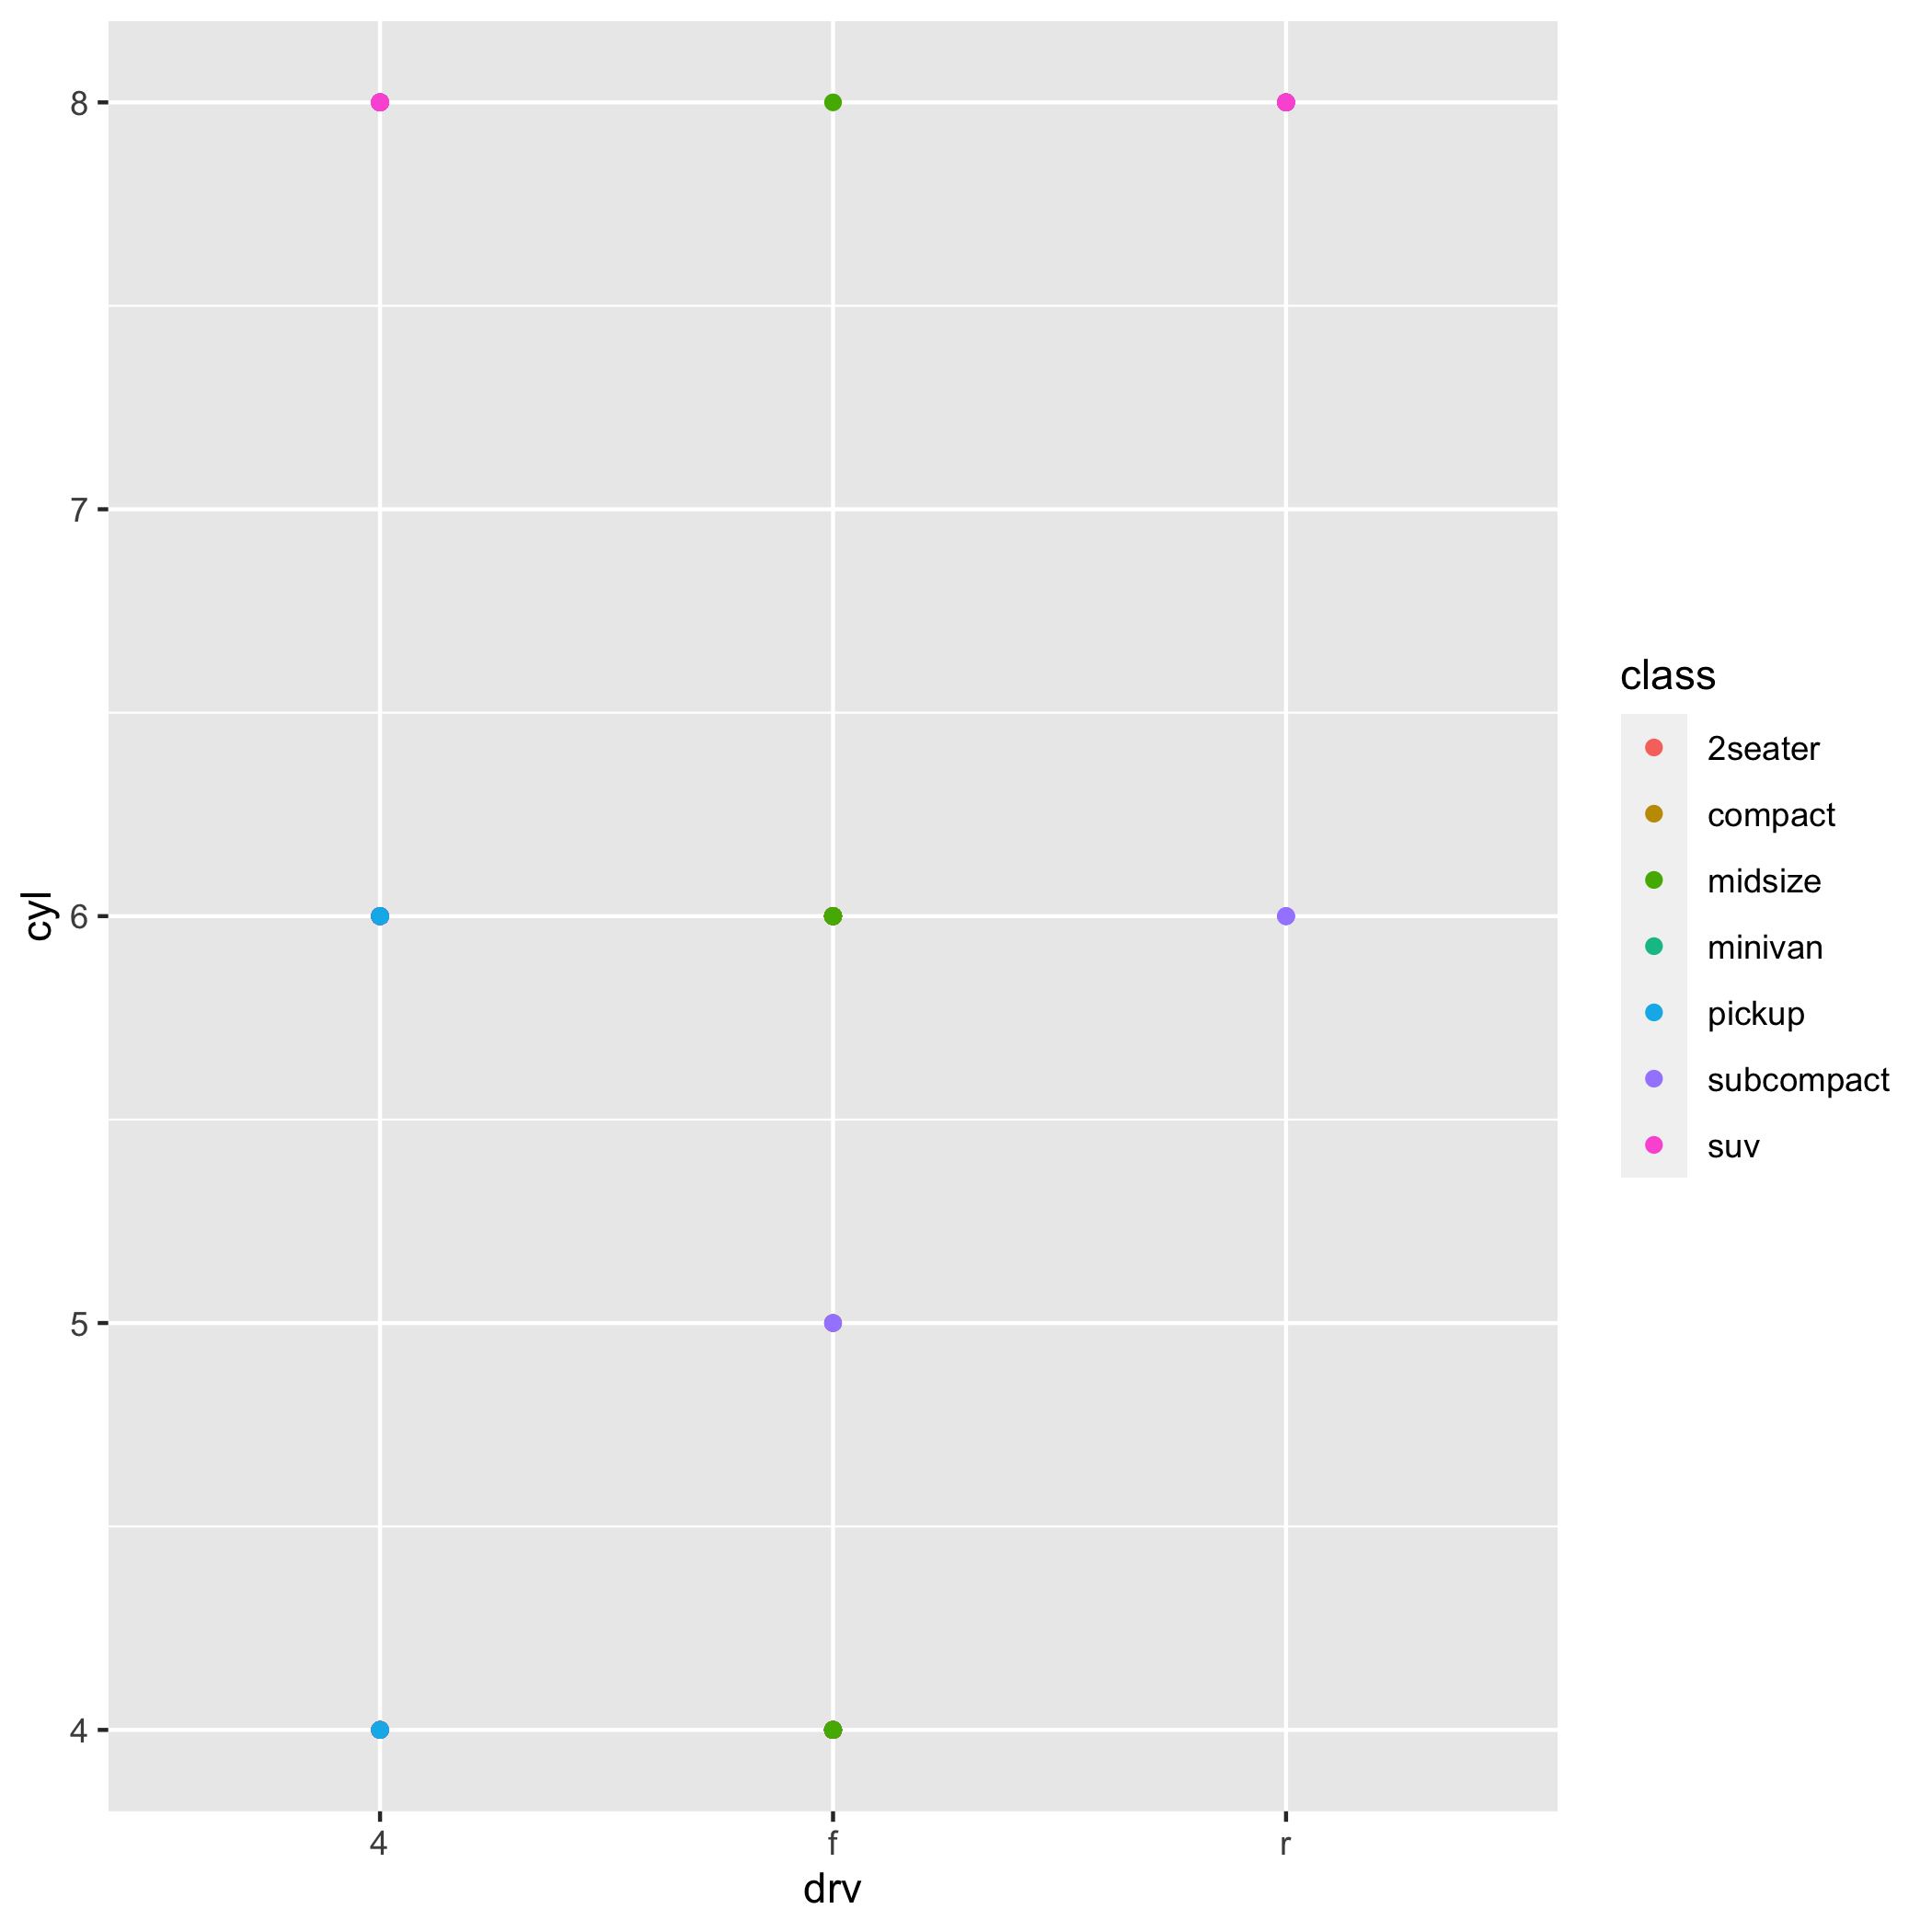 8
7
6
5
4
cyl
4 f r
drv
class
2seater
compact
midsize
minivan
pickup
subcompact
suv